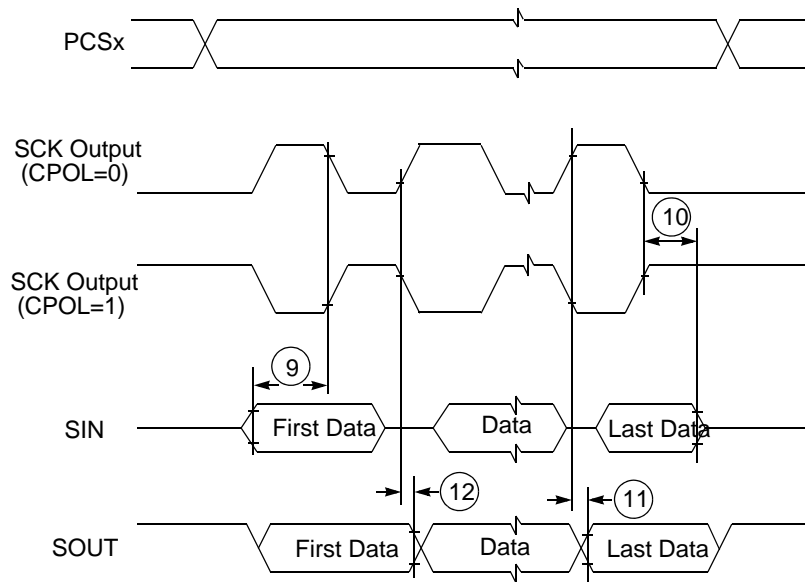 PCSx
SCK Output
(CPOL=0)
10
SCK Output
(CPOL=1)
9
SIN
First Data
Data
Last Data
12
11
SOUT
First Data
Data
Last Data